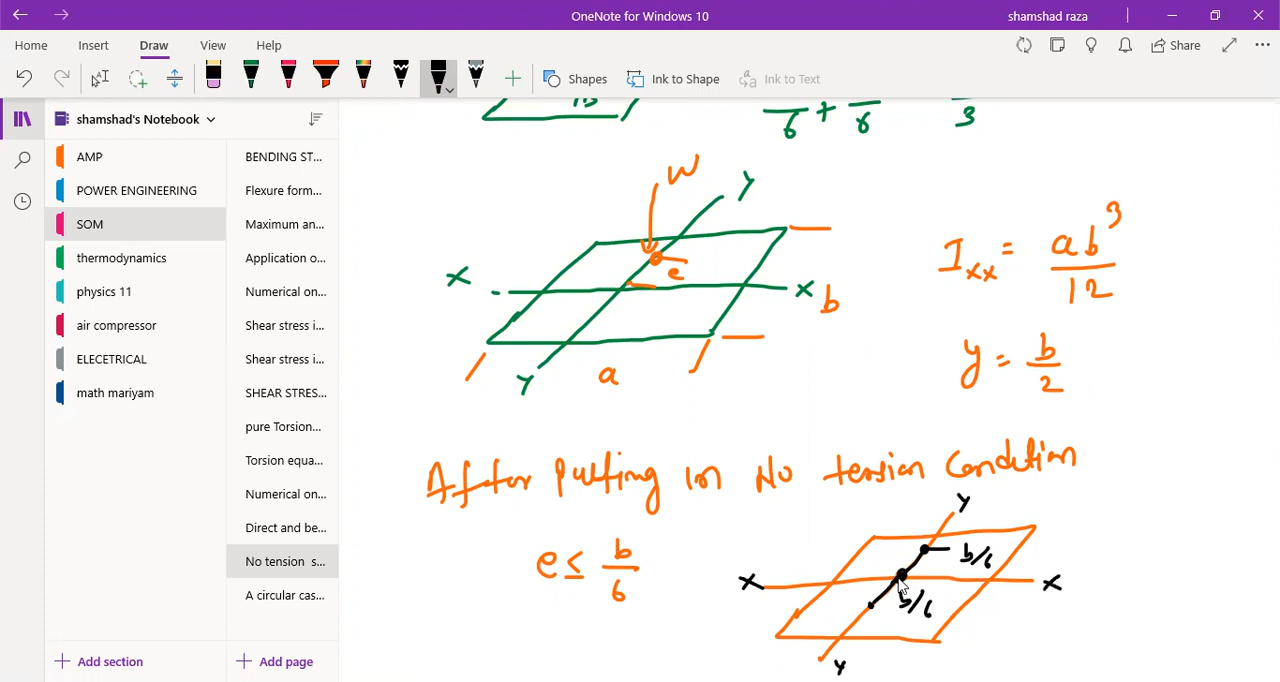 OneNote for Windows 10
shamshad raza
Home Insert Draw View Help
Share
Shapes
Ink to Shape
Ink to Text
shamshad's Notebook
AMP
POWER ENGINEERING
SOM
thermodynamics
physics 11
air compressor
ELECETRICAL
math mariyam
Add section
BENDING ST...
Flexure form...
Maximum an...
Application o...
Numerical on...
Shear stress i...
Shear stress i...
SHEAR STRES...
pure Torsion...
Torsion equa...
Numerical on...
Direct and be...
No tension s...
A circular cas...
Add page
6 + 6 3
W
Y
e
X X
b
Y
a
Ixx = ab³/12
y = b/2
After putting in No tension Condition
e ≤ b/6
Y
b/6
X X
b/6
Y